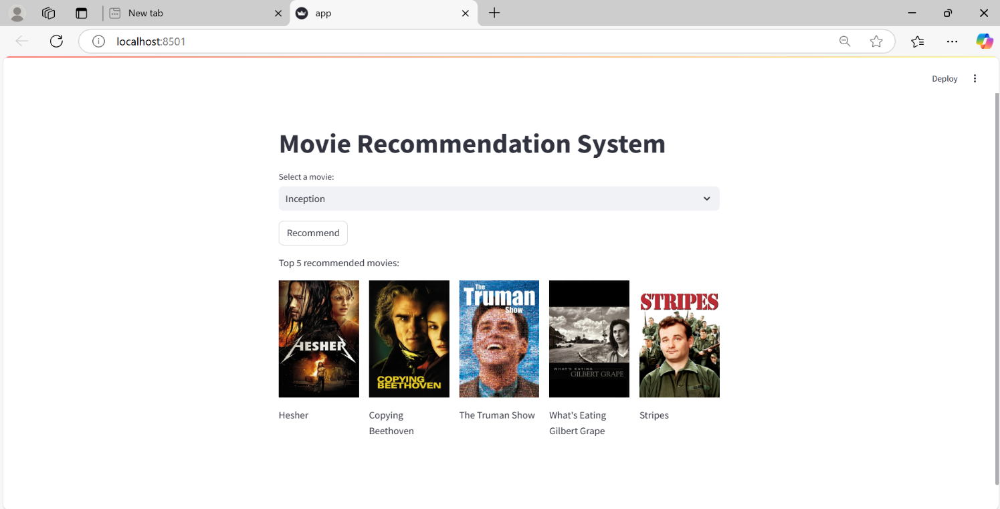 New tab
app
localhost:8501
Deploy
Movie Recommendation System
Select a movie:
Inception
Recommend
Top 5 recommended movies:
HESHER
COPYING
BEETHOVEN
The
Truman
Show
WHAT'S EATING
GILBERT GRAPE
STRIPES
Hesher
Copying
Beethoven
The Truman Show
What's Eating
Gilbert Grape
Stripes